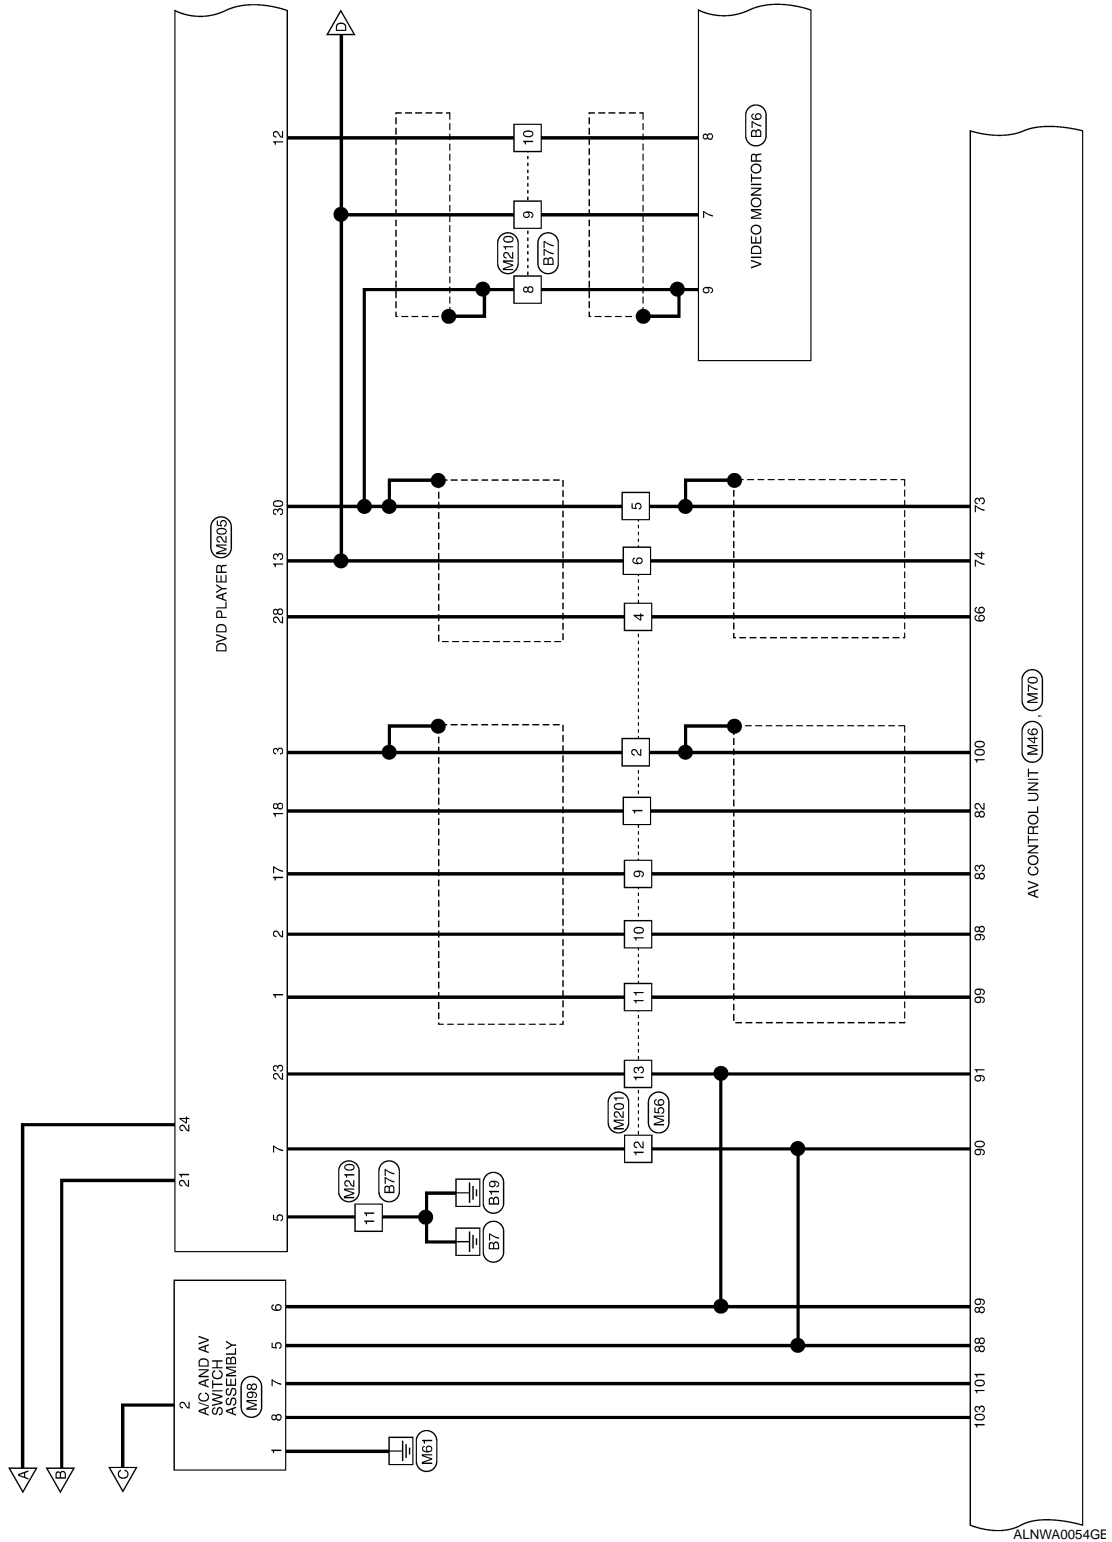 A
B
C
D
DVD PLAYER M205
24
21
12
30
13
28
3
18
17
2
1
23
7
5
A/C AND AV
SWITCH
ASSEMBLY
M98
2
6
5
7
8
1
M61
M210
B77
11
B19
B7
10
9
8
M210
B77
8
7
9
VIDEO MONITOR B76
5
6
4
2
1
9
10
11
13
12
M201
M56
73
74
66
100
82
83
98
99
91
90
89
88
101
103
AV CONTROL UNIT M46 , M70
ALNWA0054GB